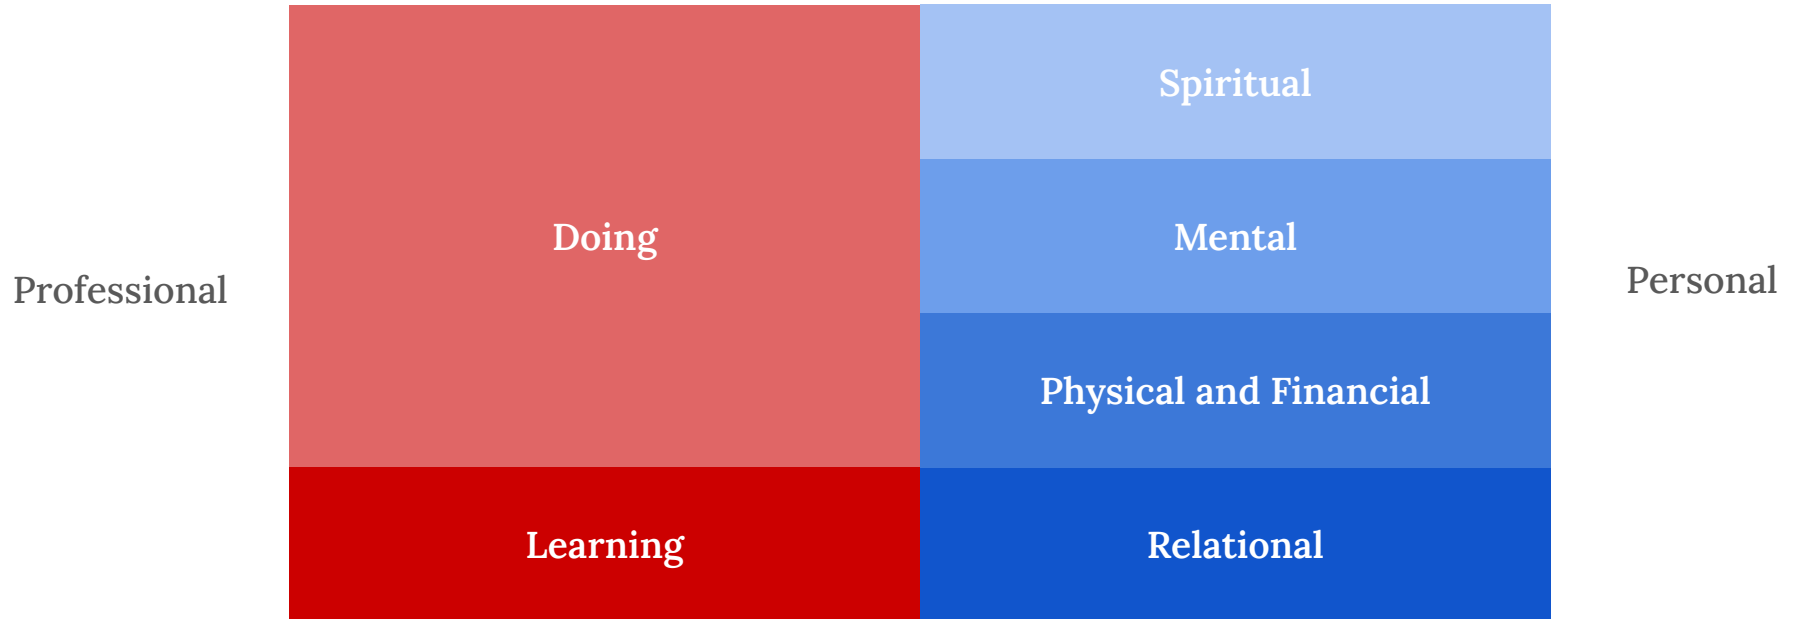 Professional
Doing
Learning
Spiritual
Mental
Physical and Financial
Relational
Personal